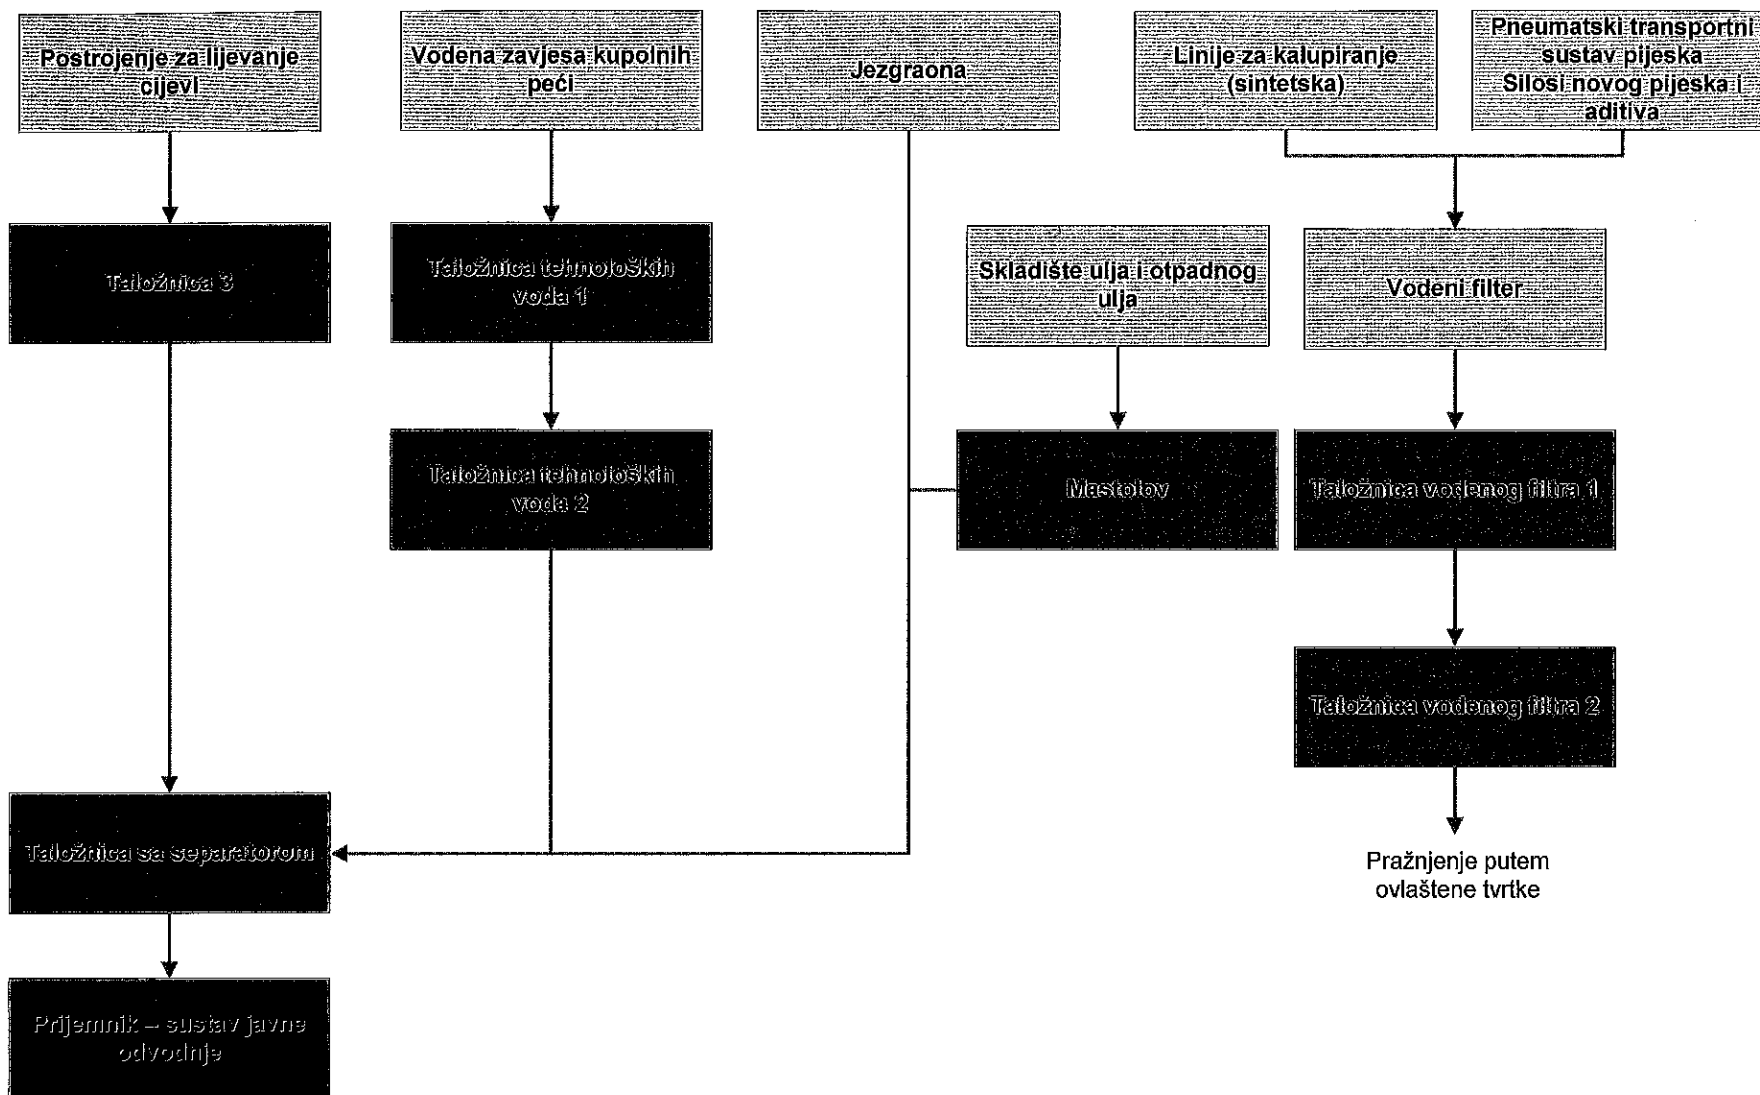 Postrojenje za lijevanje
cijevi
Vodena zavjesa kupolnih
peći
Jezgraona
Linije za kalupiranje
(sintetska)
Pneumatski transportni
sustav pijeska
Silosi novog pijeska i
aditiva
Taložnica 3
Taložnica tehnoloških
voda 1
Skladište ulja i otpadnog
ulja
Vodeni filter
Taložnica tehnoloških
voda 2
Mastolov
Taložnica vodenog filtra 1
Taložnica vodenog filtra 2
Taložnica sa separatorom
Pražnjenje putem
ovlaštene tvrtke
Prijemnik – sustav javne
odvodnje